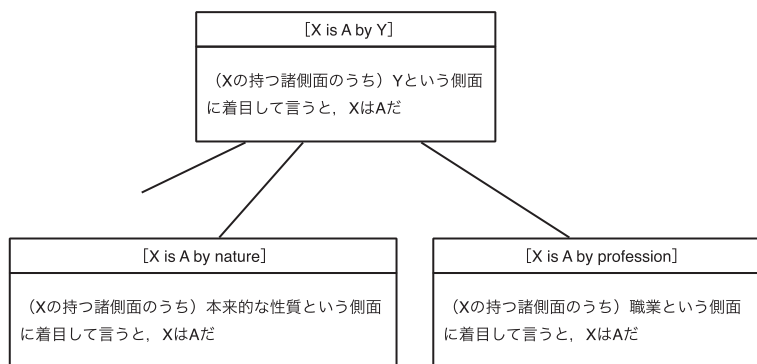 ［X is A by Y］
（Xの持つ諸側面のうち）Yという側面
に着目して言うと，XはAだ
［X is A by nature］
（Xの持つ諸側面のうち）本来的な性質という側面
に着目して言うと，XはAだ
［X is A by profession］
（Xの持つ諸側面のうち）職業という側面
に着目して言うと，XはAだ